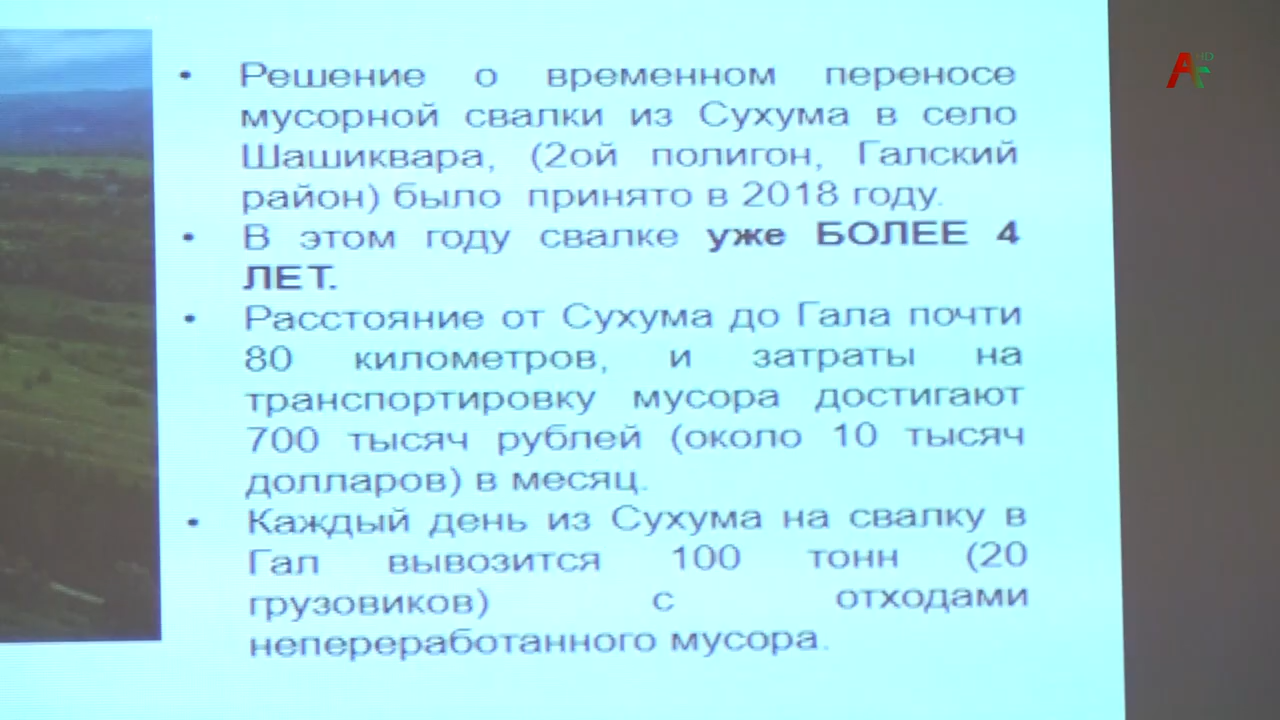 • Решение о временном переносе
мусорной свалки из Сухума в село
Шашиквара, (2ой полигон, Галский
район) было принято в 2018 году.
• В этом году свалке уже БОЛЕЕ 4
ЛЕТ.
• Расстояние от Сухума до Гала почти
80 километров, и затраты на
транспортировку мусора достигают
700 тысяч рублей (около 10 тысяч
долларов) в месяц.
• Каждый день из Сухума на свалку в
Гал вывозится 100 тонн (20
грузовиков) с отходами
непереработанного мусора.
HD